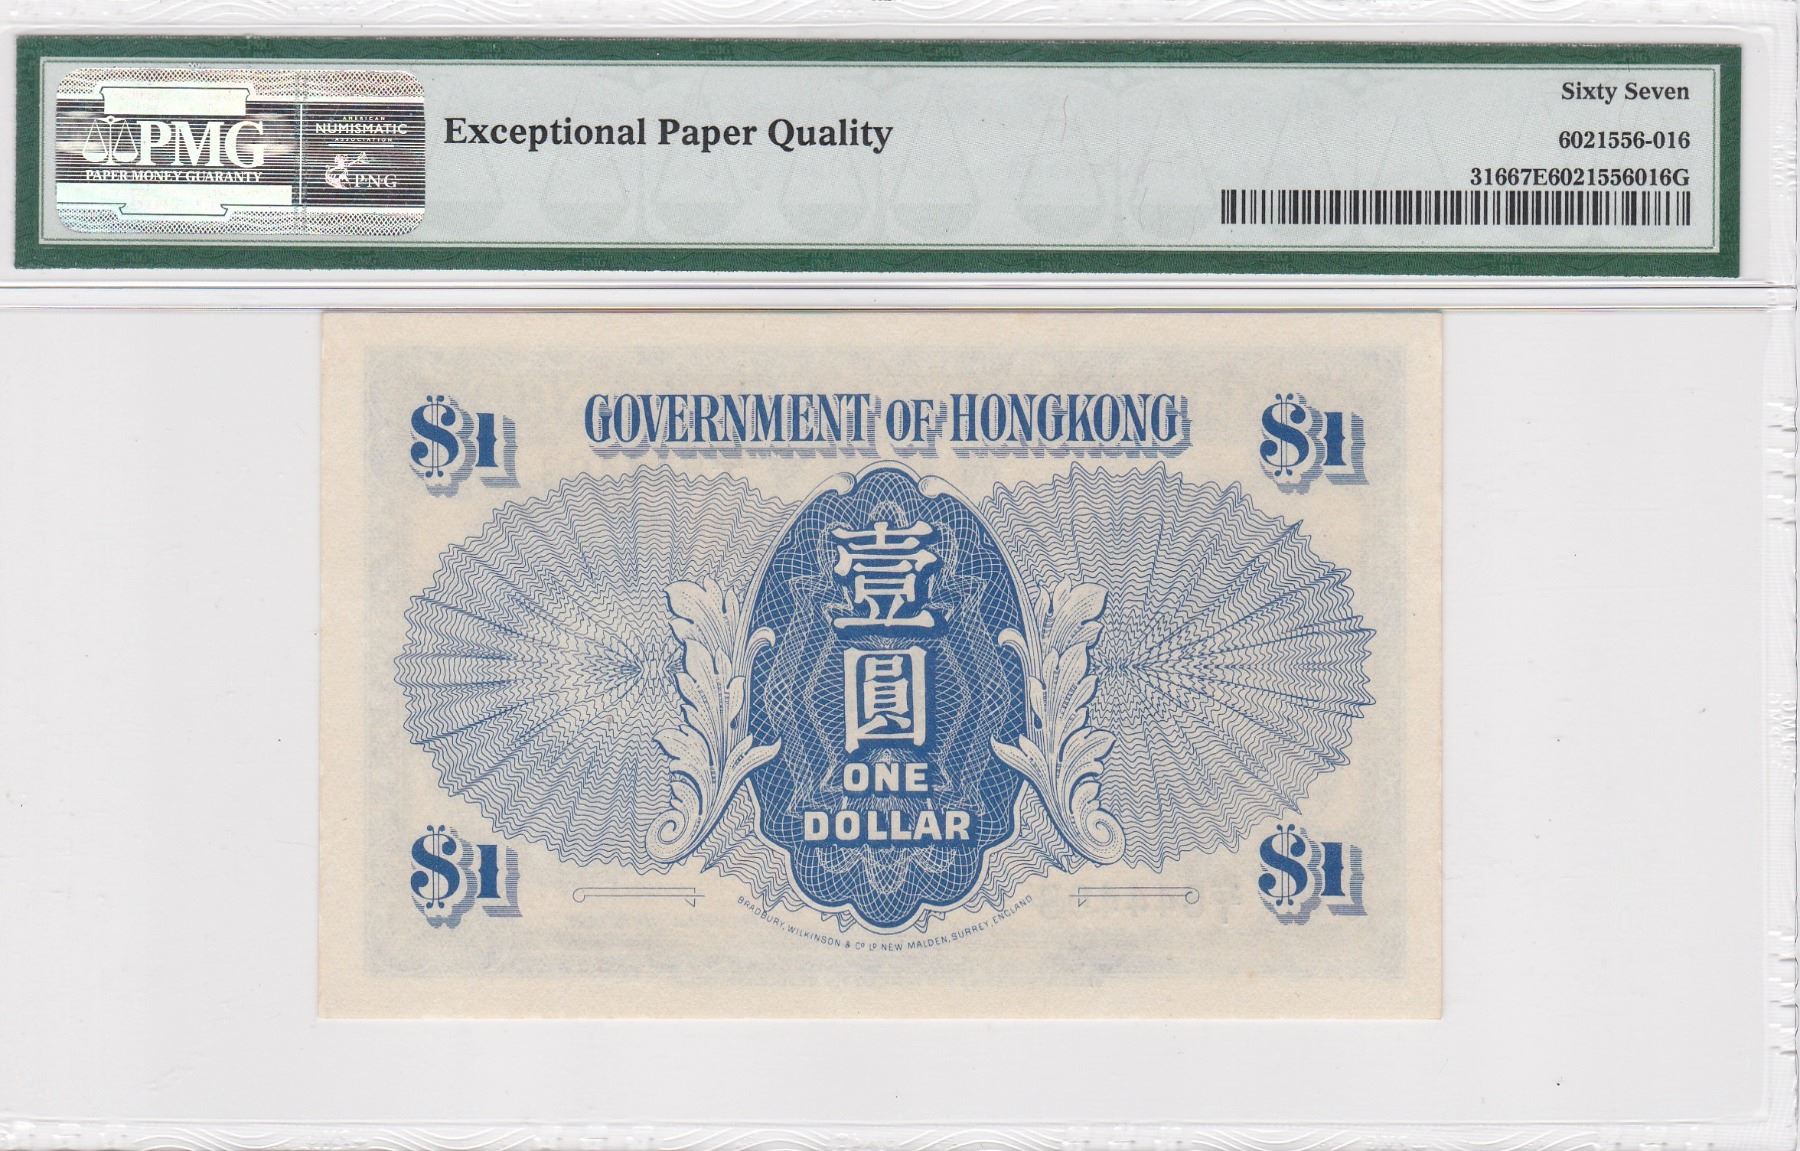 PMG
PAPER MONEY GUARANTY
AMERICAN
NUMISMATIC
ASSOCIATION
PNG
Exceptional Paper Quality
Sixty Seven
6021556-016
31667E6021556016G
GOVERNMENT OF HONGKONG
$1
$1
壹
圓
ONE
DOLLAR
$1
$1
BRADBURY, WILKINSON & Cº Lº NEW MALDEN, SURREY, ENGLAND